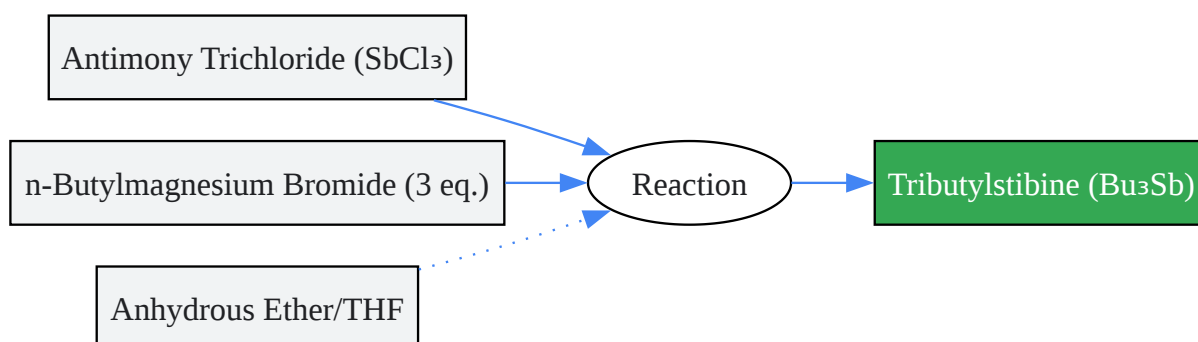 Antimony Trichloride (SbCl₃)
n-Butylmagnesium Bromide (3 eq.)
Reaction
Tributylstibine (Bu₃Sb)
Anhydrous Ether/THF